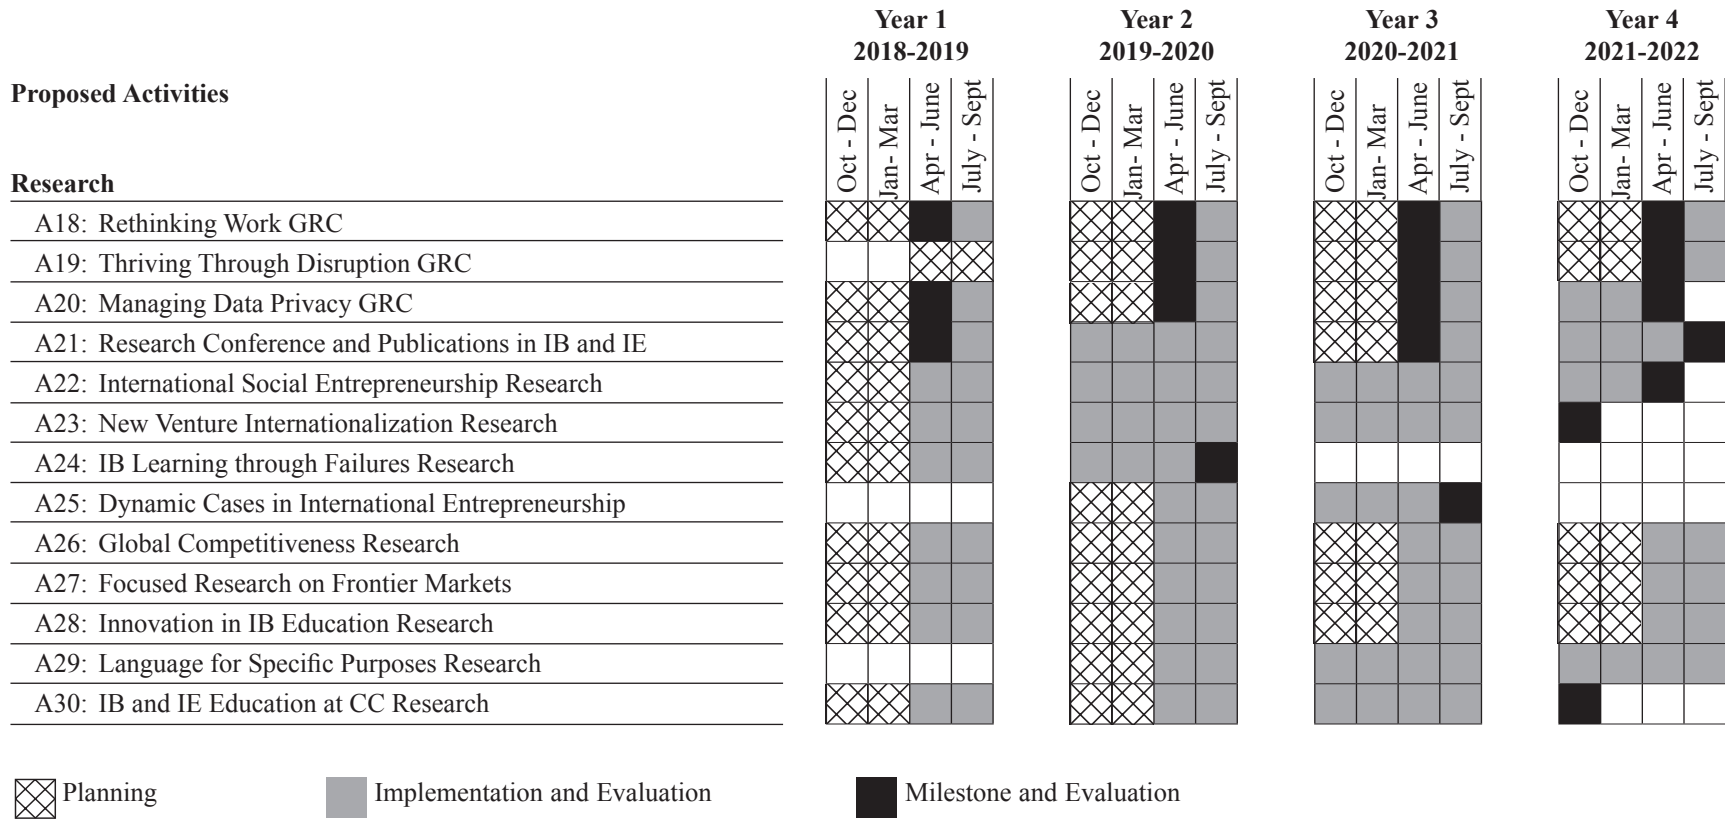 Year 1 Year 2 Year 3 Year 4
2018-2019 2019-2020 2020-2021 2021-2022
Proposed Activities
Oct - Dec Jan- Mar Apr - June July - Sept Oct - Dec Jan- Mar Apr - June July - Sept Oct - Dec Jan- Mar Apr - June July - Sept Oct - Dec Jan- Mar Apr - June July - Sept
Research
A18: Rethinking Work GRC
A19: Thriving Through Disruption GRC
A20: Managing Data Privacy GRC
A21: Research Conference and Publications in IB and IE
A22: International Social Entrepreneurship Research
A23: New Venture Internationalization Research
A24: IB Learning through Failures Research
A25: Dynamic Cases in International Entrepreneurship
A26: Global Competitiveness Research
A27: Focused Research on Frontier Markets
A28: Innovation in IB Education Research
A29: Language for Specific Purposes Research
A30: IB and IE Education at CC Research
Planning Implementation and Evaluation Milestone and Evaluation